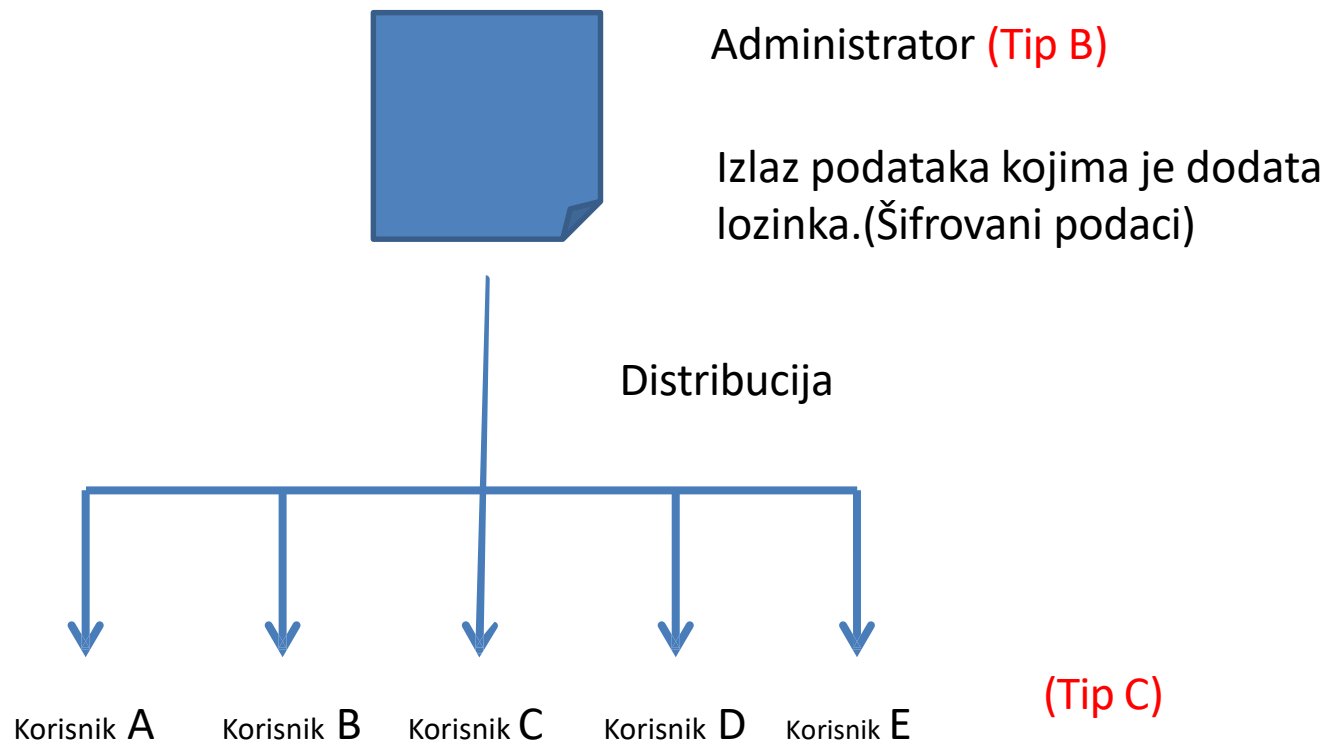 Administrator (Tip B)
Izlaz podataka kojima je dodata
lozinka.(Šifrovani podaci)
Distribucija
(Tip C)
Korisnik A Korisnik B Korisnik C Korisnik D Korisnik E